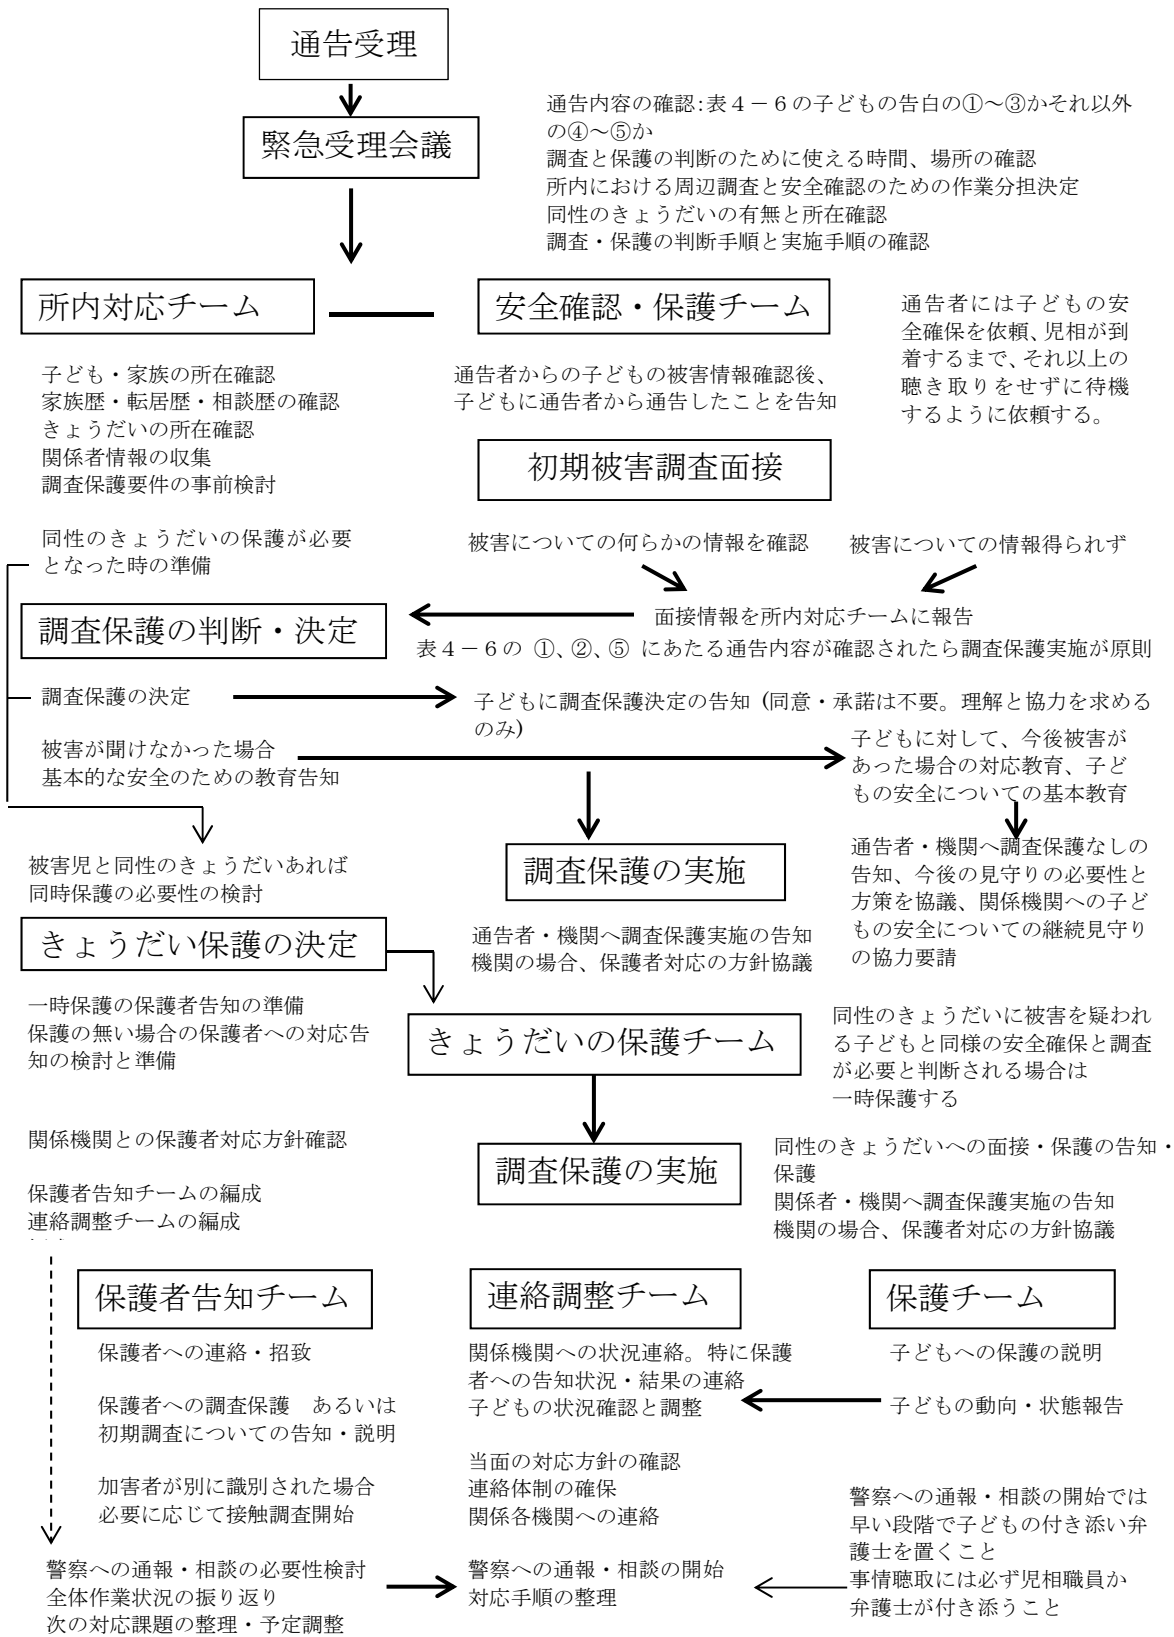 通告受理
緊急受理会議
通告内容の確認:表４－６の子どもの告白の①～③かそれ以外
の④～⑤か
調査と保護の判断のために使える時間、場所の確認
所内における周辺調査と安全確認のための作業分担決定
同性のきょうだいの有無と所在確認
調査・保護の判断手順と実施手順の確認
所内対応チーム
安全確認・保護チーム
通告者には子どもの安
全確保を依頼、児相が到
着するまで、それ以上の
聴き取りをせずに待機
するように依頼する。
子ども・家族の所在確認
家族歴・転居歴・相談歴の確認
きょうだいの所在確認
関係者情報の収集
調査保護要件の事前検討
通告者からの子どもの被害情報確認後、
子どもに通告者から通告したことを告知
初期被害調査面接
同性のきょうだいの保護が必要
となった時の準備
被害についての何らかの情報を確認
被害についての情報得られず
面接情報を所内対応チームに報告
調査保護の判断・決定
表４－６の ①、②、⑤ にあたる通告内容が確認されたら調査保護実施が原則
調査保護の決定
子どもに調査保護決定の告知 (同意・承諾は不要。理解と協力を求める
のみ)
被害が聞けなかった場合
基本的な安全のための教育告知
子どもに対して、今後被害が
あった場合の対応教育、子ど
もの安全についての基本教育
被害児と同性のきょうだいあれば
同時保護の必要性の検討
調査保護の実施
通告者・機関へ調査保護なしの
告知、今後の見守りの必要性と
方策を協議、関係機関への子ど
もの安全についての継続見守り
の協力要請
きょうだい保護の決定
通告者・機関へ調査保護実施の告知
機関の場合、保護者対応の方針協議
一時保護の保護者告知の準備
保護の無い場合の保護者への対応告
知の検討と準備
きょうだいの保護チーム
同性のきょうだいに被害を疑われ
る子どもと同様の安全確保と調査
が必要と判断される場合は
一時保護する
関係機関との保護者対応方針確認
調査保護の実施
同性のきょうだいへの面接・保護の告知・
保護
関係者・機関へ調査保護実施の告知
機関の場合、保護者対応の方針協議
保護者告知チームの編成
連絡調整チームの編成
保護者告知チーム
連絡調整チーム
保護チーム
保護者への連絡・招致
保護者への調査保護　あるいは
初期調査についての告知・説明
加害者が別に識別された場合
必要に応じて接触調査開始
関係機関への状況連絡。特に保護
者への告知状況・結果の連絡
子どもの状況確認と調整
当面の対応方針の確認
連絡体制の確保
関係各機関への連絡
子どもへの保護の説明
子どもの動向・状態報告
警察への通報・相談の必要性検討
全体作業状況の振り返り
次の対応課題の整理・予定調整
警察への通報・相談の開始
対応手順の整理
警察への通報・相談の開始では
早い段階で子どもの付き添い弁
護士を置くこと
事情聴取には必ず児相職員か
弁護士が付き添うこと